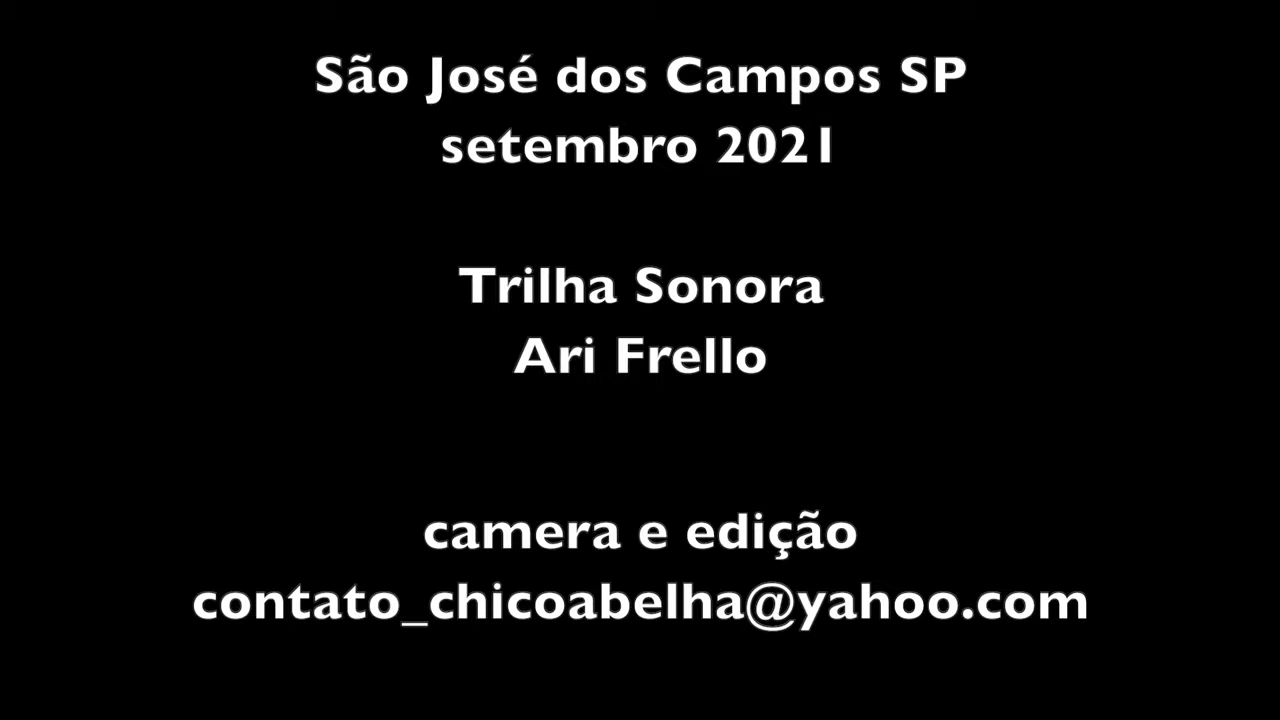 São José dos Campos SP
setembro 2021
Trilha Sonora
Ari Frello
camera e edição
contato_chicoabelha@yahoo.com